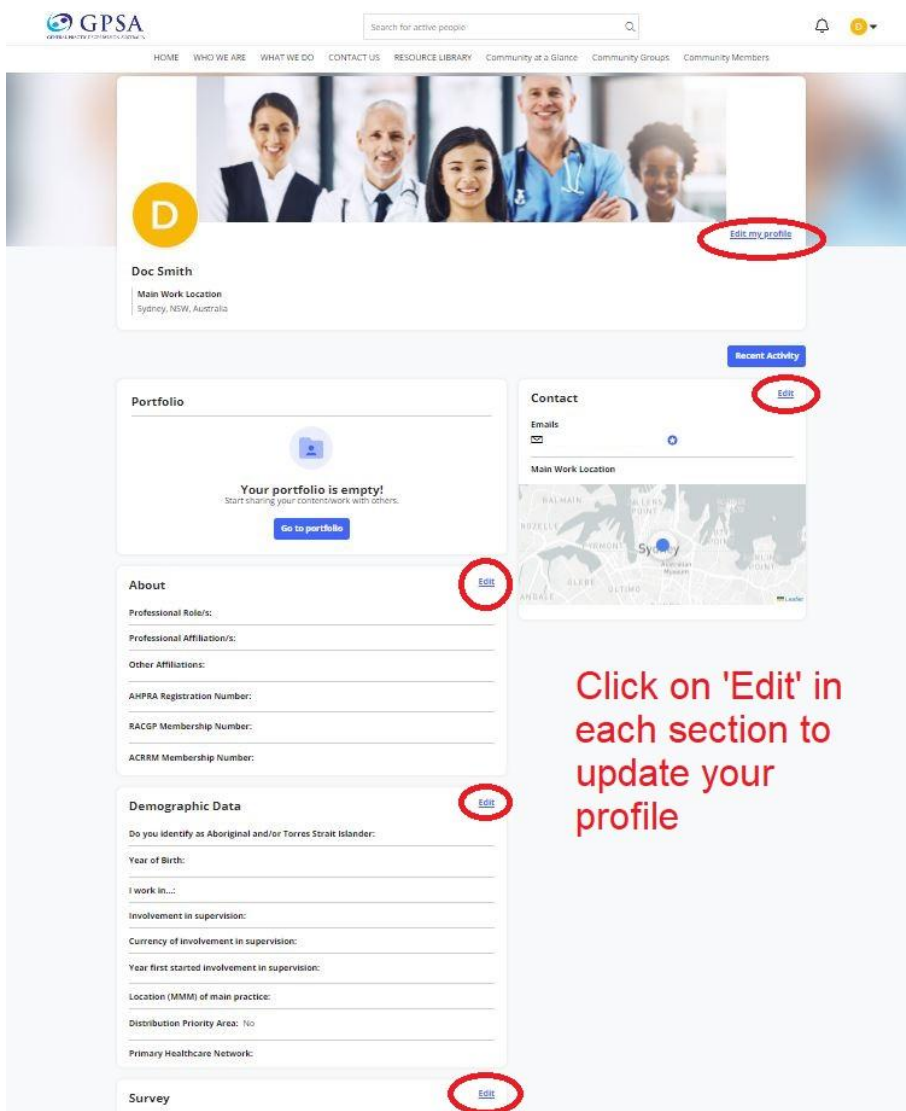 GPSA
Search for active people
D
HOME WHO WE ARE WHAT WE DO CONTACT US RESOURCE LIBRARY Community at a Glance Community Groups Community Members
D
Edit my profile
Doc Smith
Main Work Location
Sydney, NSW, Australia
Recent Activity
Portfolio
Your portfolio is empty!
Start sharing your content/work with others.
Go to portfolio
Contact
Edit
Emails
Main Work Location
BALMAIN
POINT
Sydney
Australian
Museum
GLEBE
ULTIMO
Leaflet
About
Edit
Professional Role/s:
Professional Affiliation/s:
Other Affiliations:
AHPRA Registration Number:
RACGP Membership Number:
ACRRM Membership Number:
Click on 'Edit' in
each section to
update your
profile
Demographic Data
Edit
Do you identify as Aboriginal and/or Torres Strait Islander:
Year of Birth:
I work in...:
Involvement in supervision:
Currency of involvement in supervision:
Year first started involvement in supervision:
Location (MMM) of main practice:
Distribution Priority Area: No
Primary Healthcare Network:
Survey
Edit